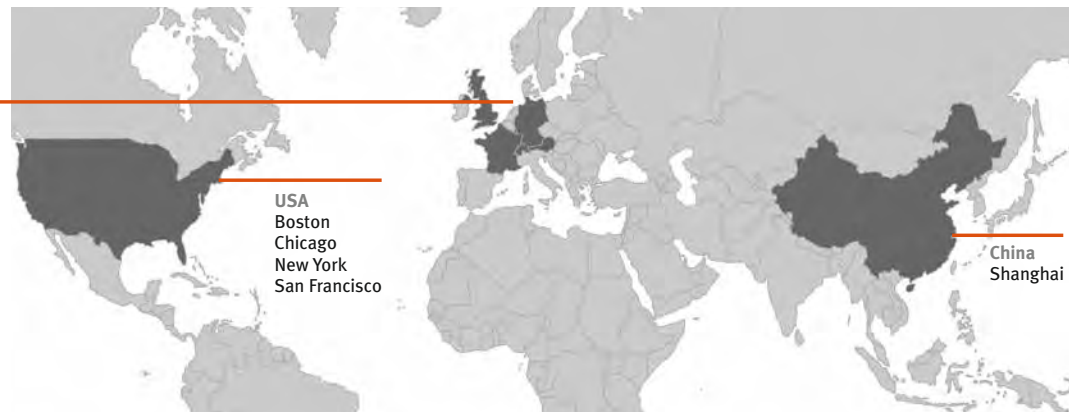 USA
Boston
Chicago
New York
San Francisco
China
Shanghai